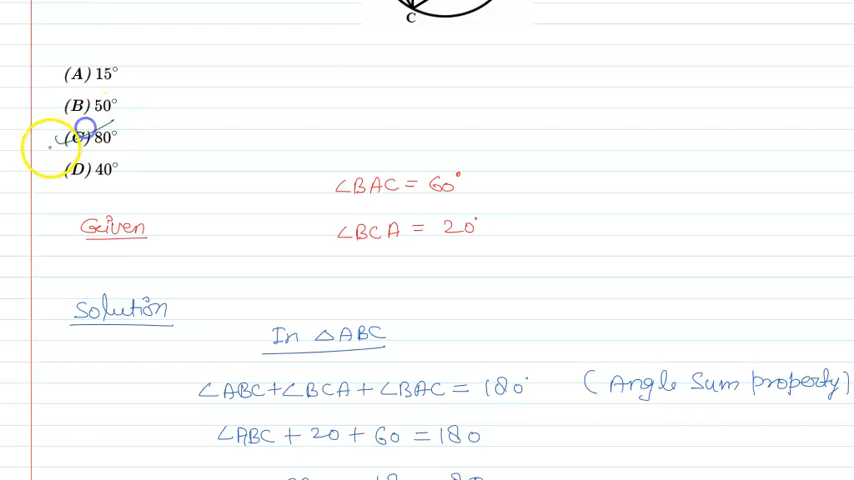 C
(A) 15°
(B) 50°
(C) 80°
(D) 40°
∠BAC = 60°
Given
∠BCA = 20°
Solution
In △ABC
∠ABC + ∠BCA + ∠BAC = 180° (Angle Sum property)
∠ABC + 20 + 60 = 180